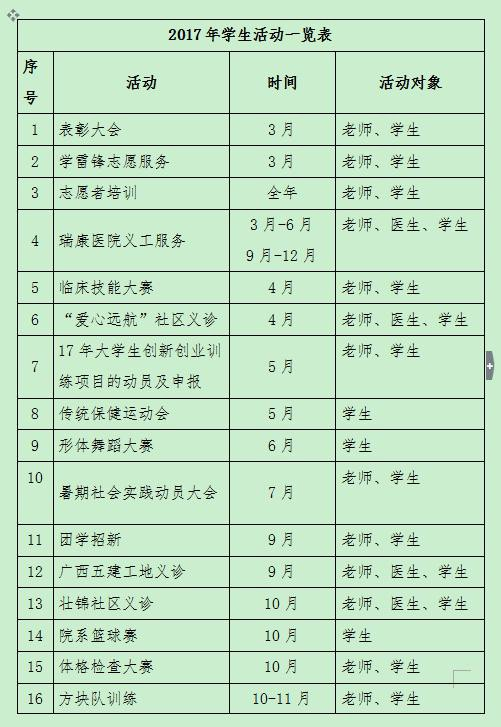 2017年学生活动一览表
序号 活动 时间 活动对象
1 表彰大会 3月 老师、学生
2 学雷锋志愿服务 3月 老师、学生
3 志愿者培训 全年 老师、学生
4 瑞康医院义工服务 3月-6月 9月-12月 老师、医生、学生
5 临床技能大赛 4月 老师、学生
6 “爱心远航”社区义诊 4月 老师、医生、学生
7 17年大学生创新创业训练项目的动员及申报 5月 老师、学生
8 传统保健运动会 5月 学生
9 形体舞蹈大赛 6月 学生
10 暑期社会实践动员大会 7月 老师、学生
11 团学招新 9月 老师、学生
12 广西五建工地义诊 9月 老师、医生、学生
13 壮锦社区义诊 10月 老师、医生、学生
14 院系篮球赛 10月 学生
15 体格检查大赛 10月 老师、学生
16 方块队训练 10-11月 老师、学生